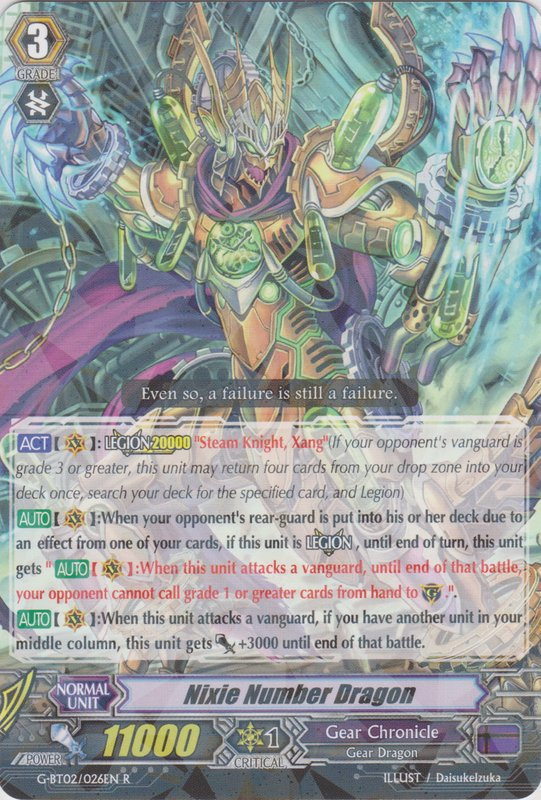 3
GRADE
Even so, a failure is still a failure.
ACT【V】:LEGION 20000 "Steam Knight, Xang"(If your opponent's vanguard is
grade 3 or greater, this unit may return four cards from your drop zone into your
deck once, search your deck for the specified card, and Legion)
AUTO【V】:When your opponent's rear-guard is put into his or her deck due to
an effect from one of your cards, if this unit is LEGION, until end of turn, this unit
gets "AUTO【V】:When this unit attacks a vanguard, until end of that battle,
your opponent cannot call grade 1 or greater cards from hand to G.".
AUTO【V】:When this unit attacks a vanguard, if you have another unit in your
middle column, this unit gets +3000 until end of that battle.
NORMAL
UNIT
Nixie Number Dragon
POWER
11000
1
CRITICAL
Gear Chronicle
Gear Dragon
G-BT02/026EN R
ILLUST / DaisukeIzuka